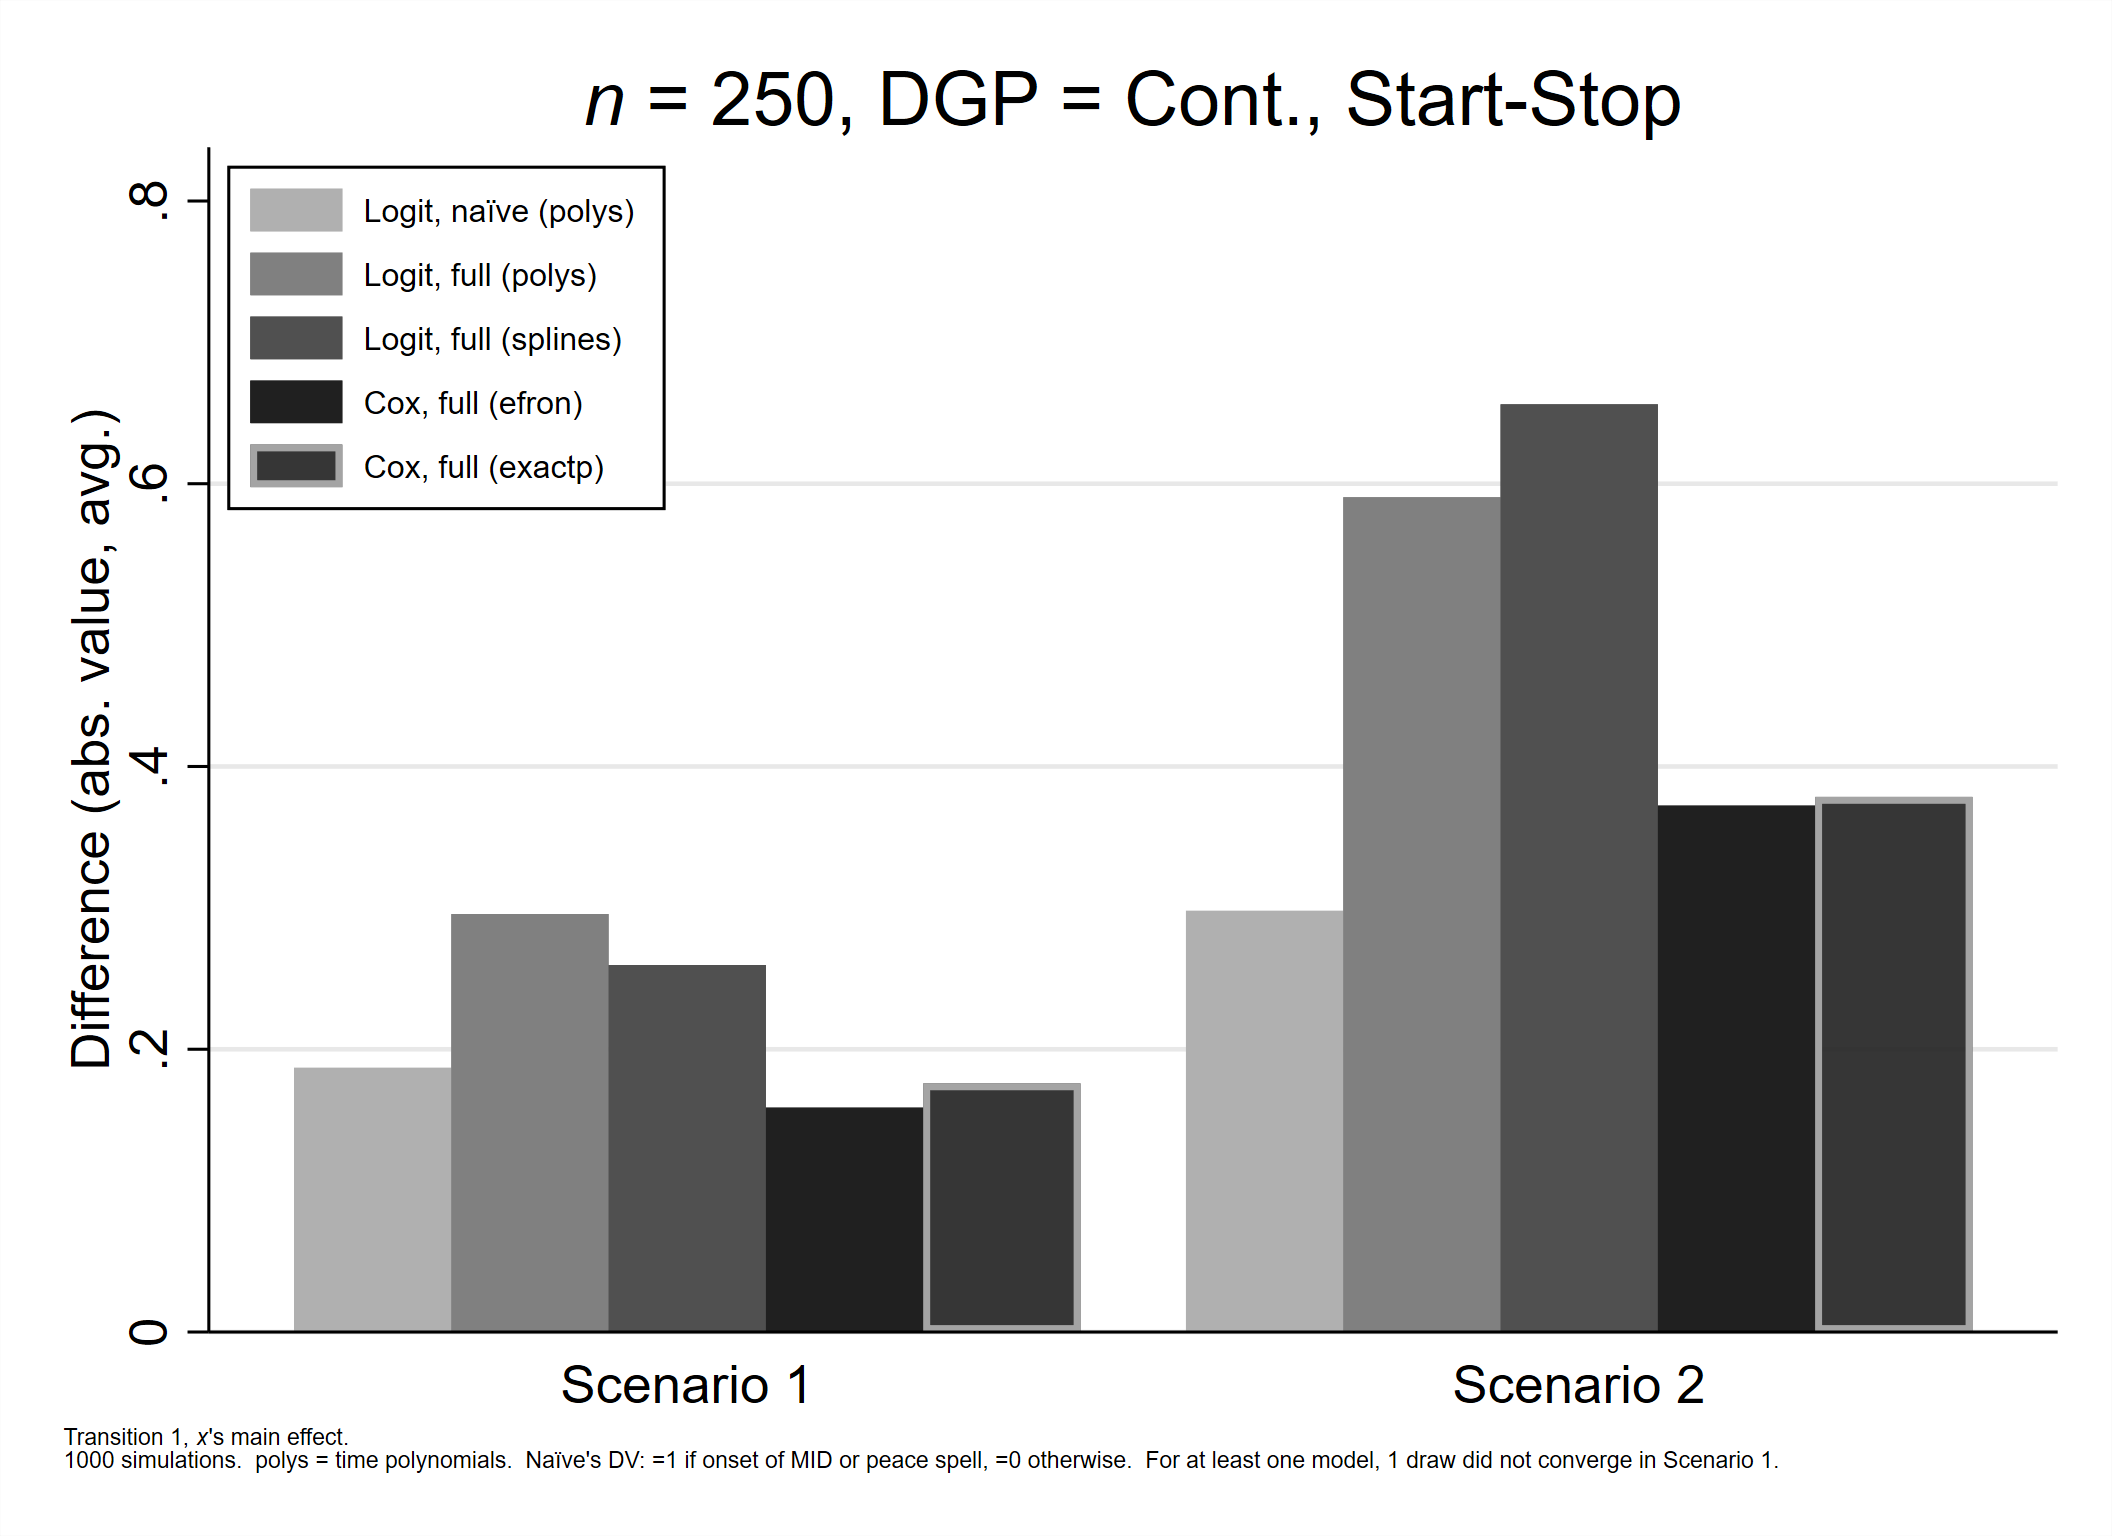 n = 250, DGP = Cont., Start-Stop
Difference (abs. value, avg.)
.8
.6
.4
.2
0
Logit, naïve (polys)
Logit, full (polys)
Logit, full (splines)
Cox, full (efron)
Cox, full (exactp)
Scenario 1
Scenario 2
Transition 1, x's main effect.
1000 simulations.  polys = time polynomials.  Naïve's DV: =1 if onset of MID or peace spell, =0 otherwise.  For at least one model, 1 draw did not converge in Scenario 1.